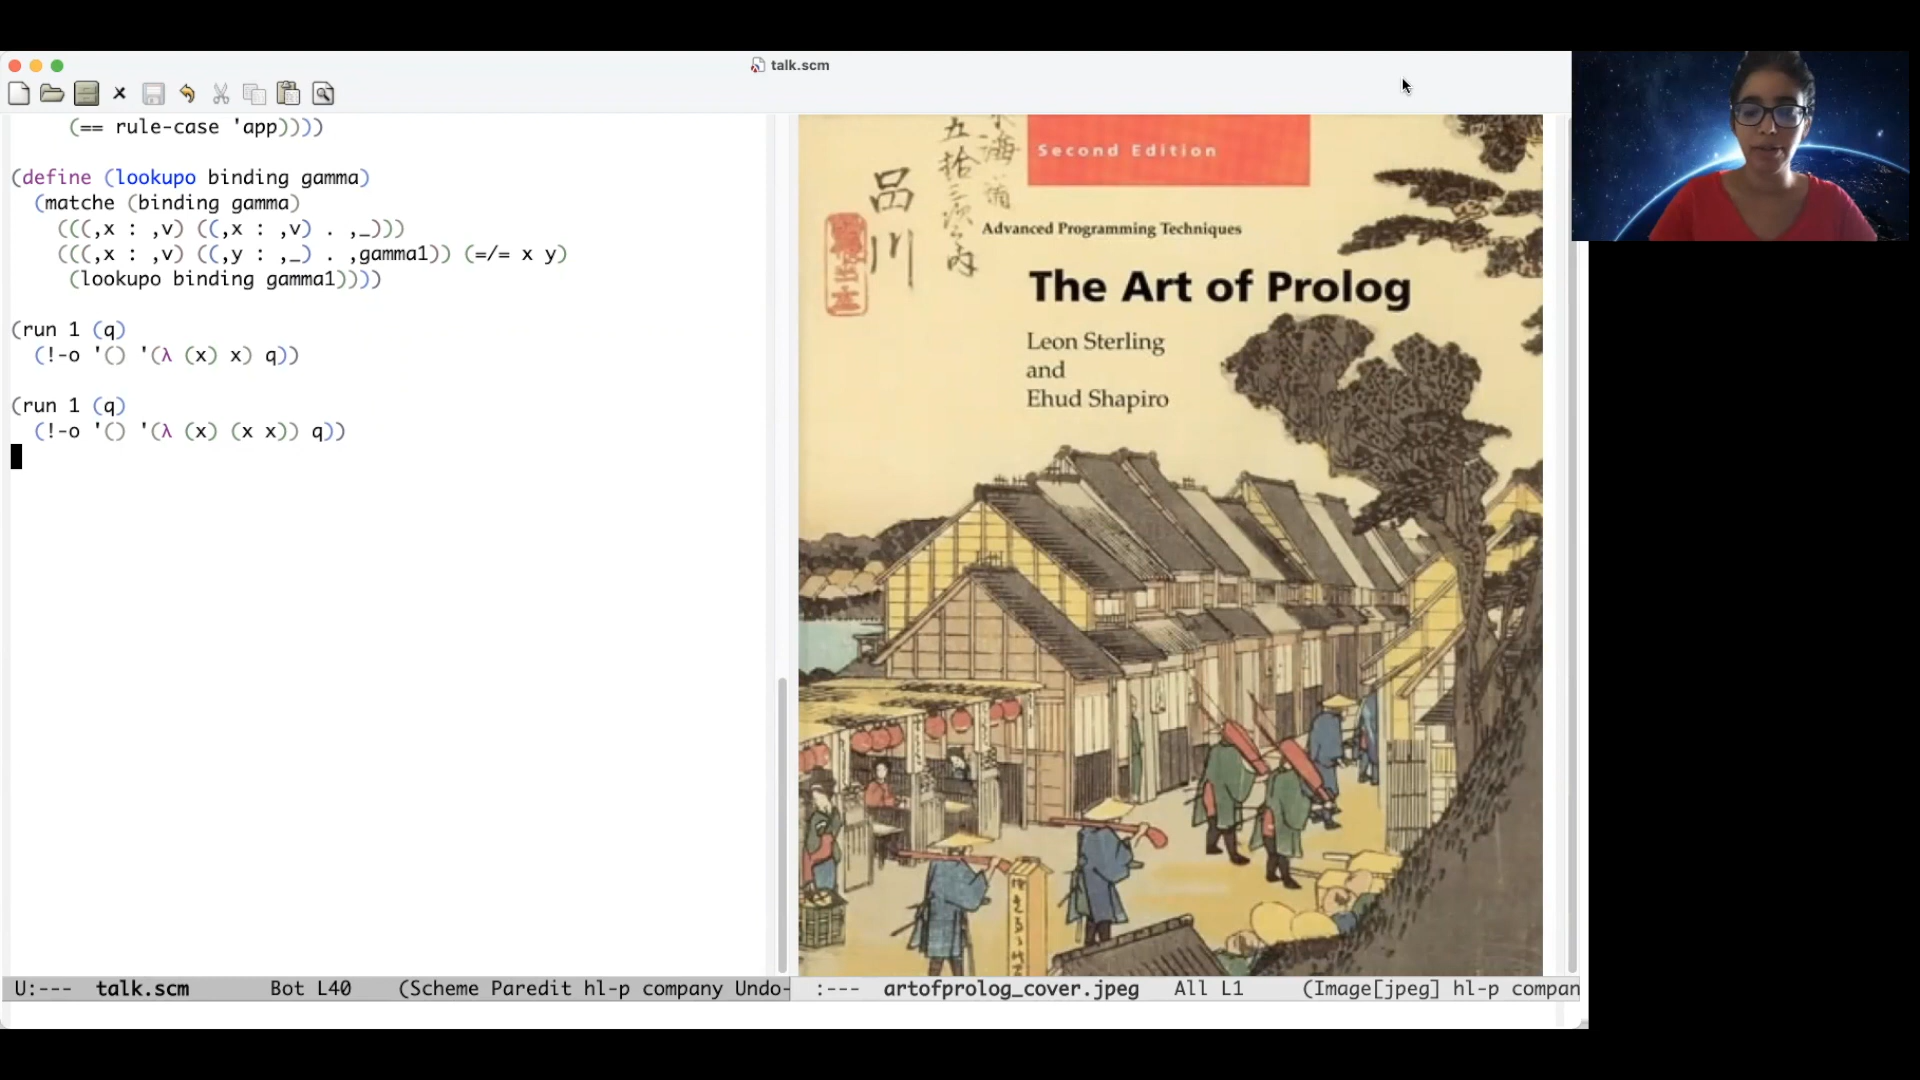 talk.scm
(== rule-case 'app))))
(define (lookupo binding gamma)
(matche (binding gamma)
(((,x : ,v) ((,x : ,v) . ,_)))
(((,x : ,v) ((,y : ,_) . ,gamma1)) (=/= x y)
(lookupo binding gamma1))))
(run 1 (q)
(!-o '() '(λ (x) x) q))
(run 1 (q)
(!-o '() '(λ (x) (x x)) q))
U:--- talk.scm Bot L40 (Scheme Paredit hl-p company Undo-
品川
Second Edition
Advanced Programming Techniques
The Art of Prolog
Leon Sterling
and
Ehud Shapiro
:--- artofprolog_cover.jpeg All L1 (Image[jpeg] hl-p compan